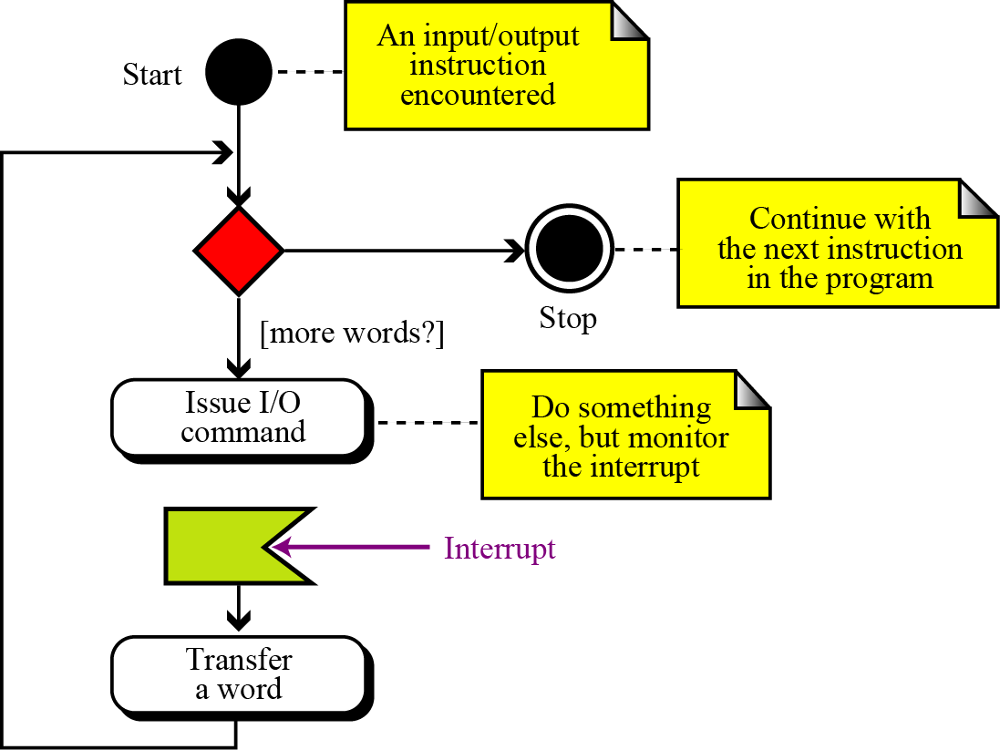 An input/output
instruction
encountered
Start
Continue with
the next instruction
in the program
Stop
[more words?]
Issue I/O
command
Do something
else, but monitor
the interrupt
Interrupt
Transfer
a word